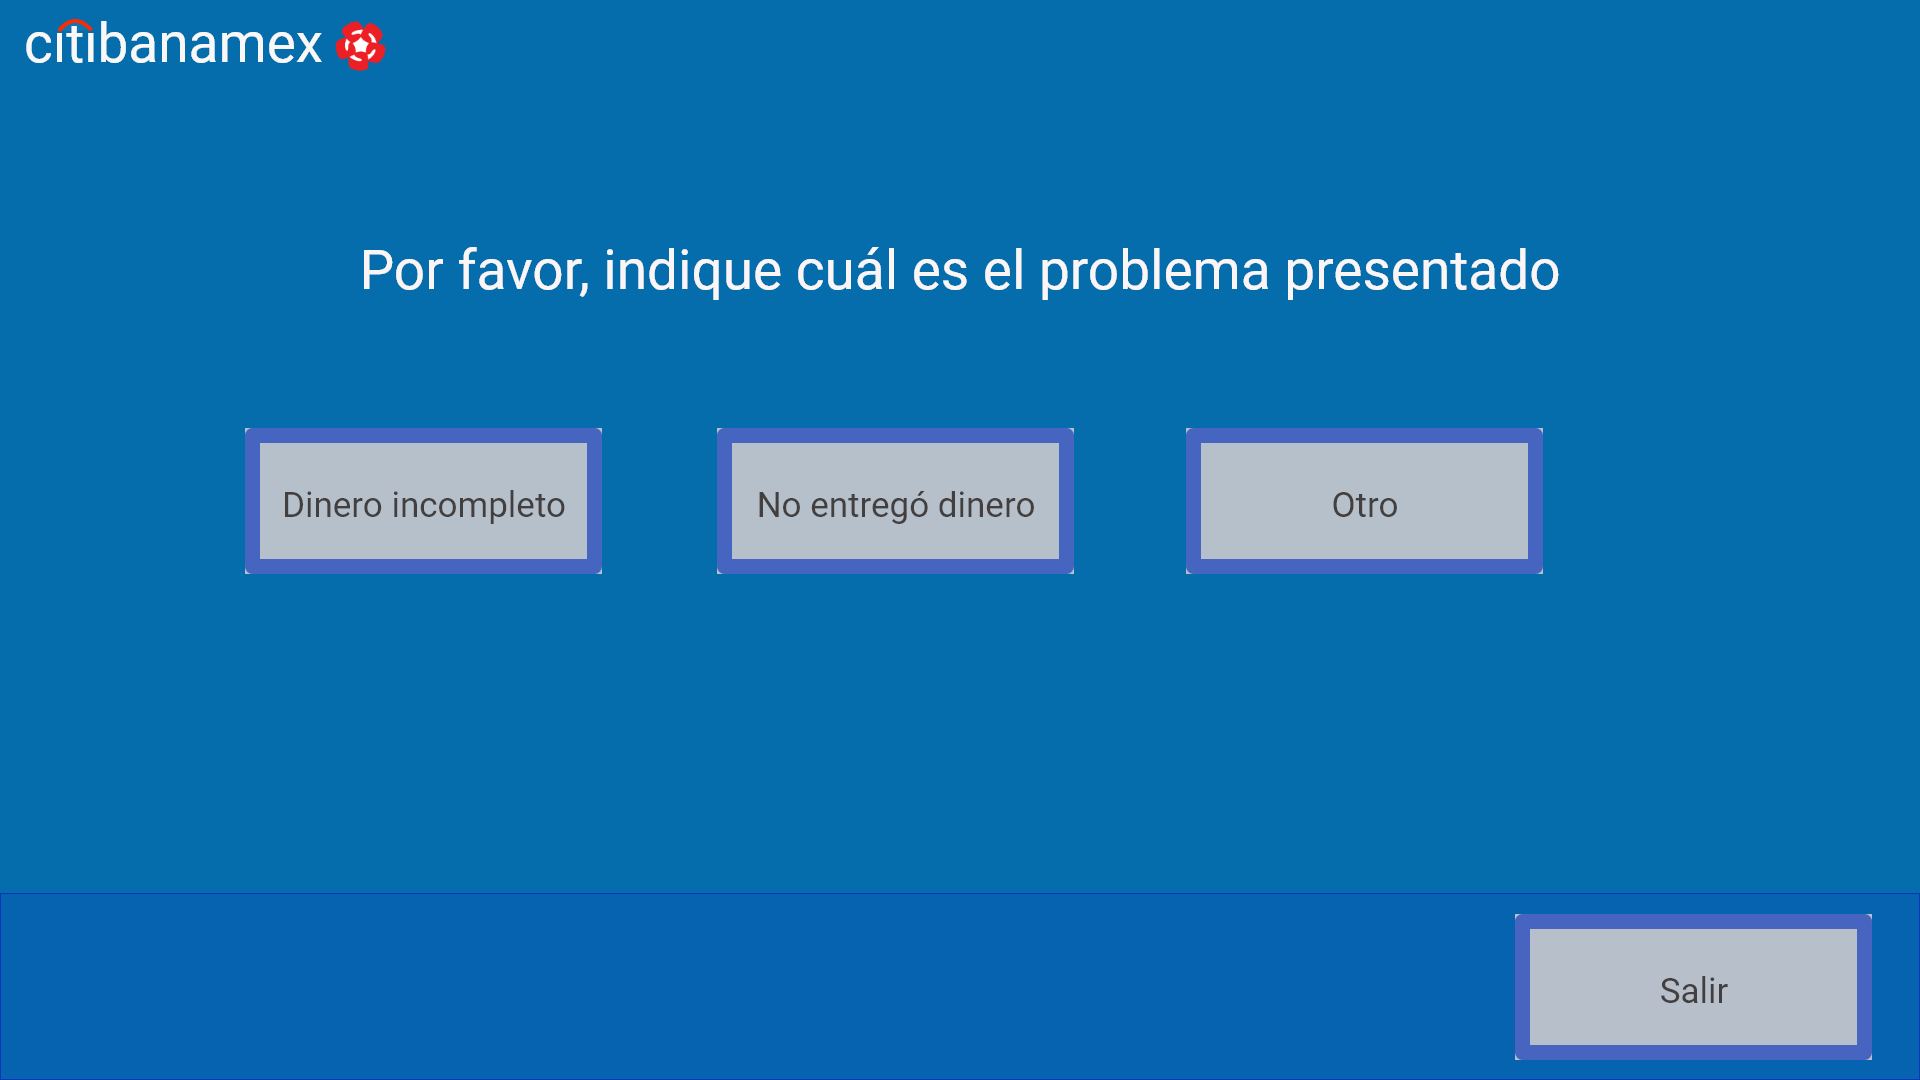 citibanamex
Por favor, indique cuál es el problema presentado
Dinero incompleto
No entregó dinero
Otro
Salir